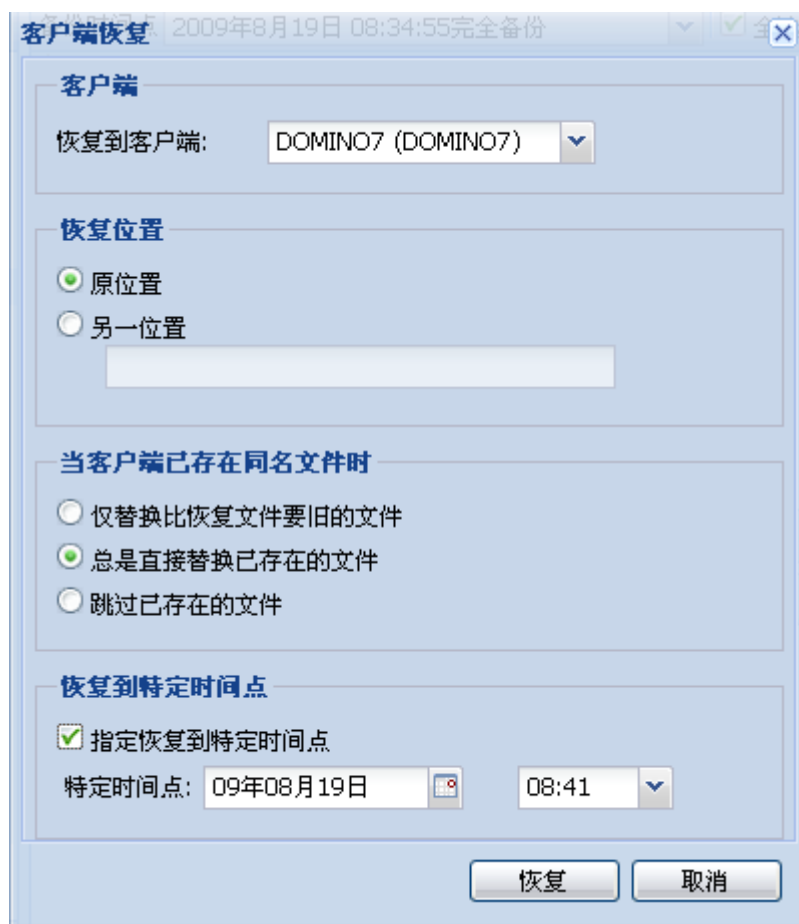 备份时间点 2009年8月19日 08:34:55完全备份 全
客户端恢复
客户端
恢复到客户端: DOMINO7 (DOMINO7)
恢复位置
原位置
另一位置
当客户端已存在同名文件时
仅替换比恢复文件要旧的文件
总是直接替换已存在的文件
跳过已存在的文件
恢复到特定时间点
指定恢复到特定时间点
特定时间点: 09年08月19日 08:41
恢复 取消